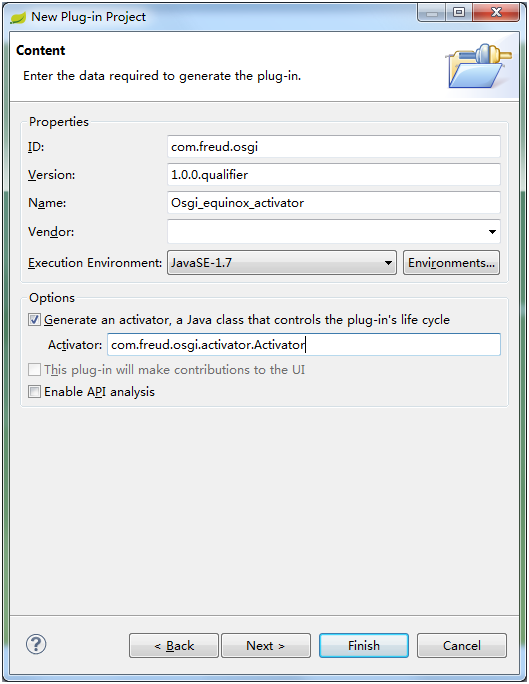 New Plug-in Project
Content
Enter the data required to generate the plug-in.
Properties
ID: com.freud.osgi
Version: 1.0.0.qualifier
Name: Osgi_equinox_activator
Vendor:
Execution Environment: JavaSE-1.7 Environments...
Options
Generate an activator, a Java class that controls the plug-in's life cycle
Activator: com.freud.osgi.activator.Activator
This plug-in will make contributions to the UI
Enable API analysis
? < Back Next > Finish Cancel